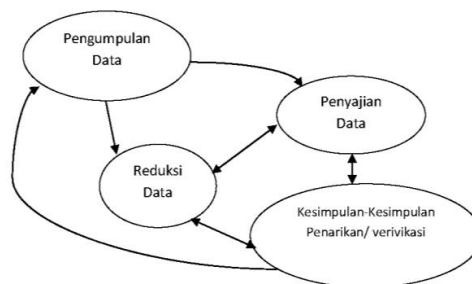 Pengumpulan
Data
Penyajian
Data
Reduksi
Data
Kesimpulan-Kesimpulan
Penarikan/ verivikasi